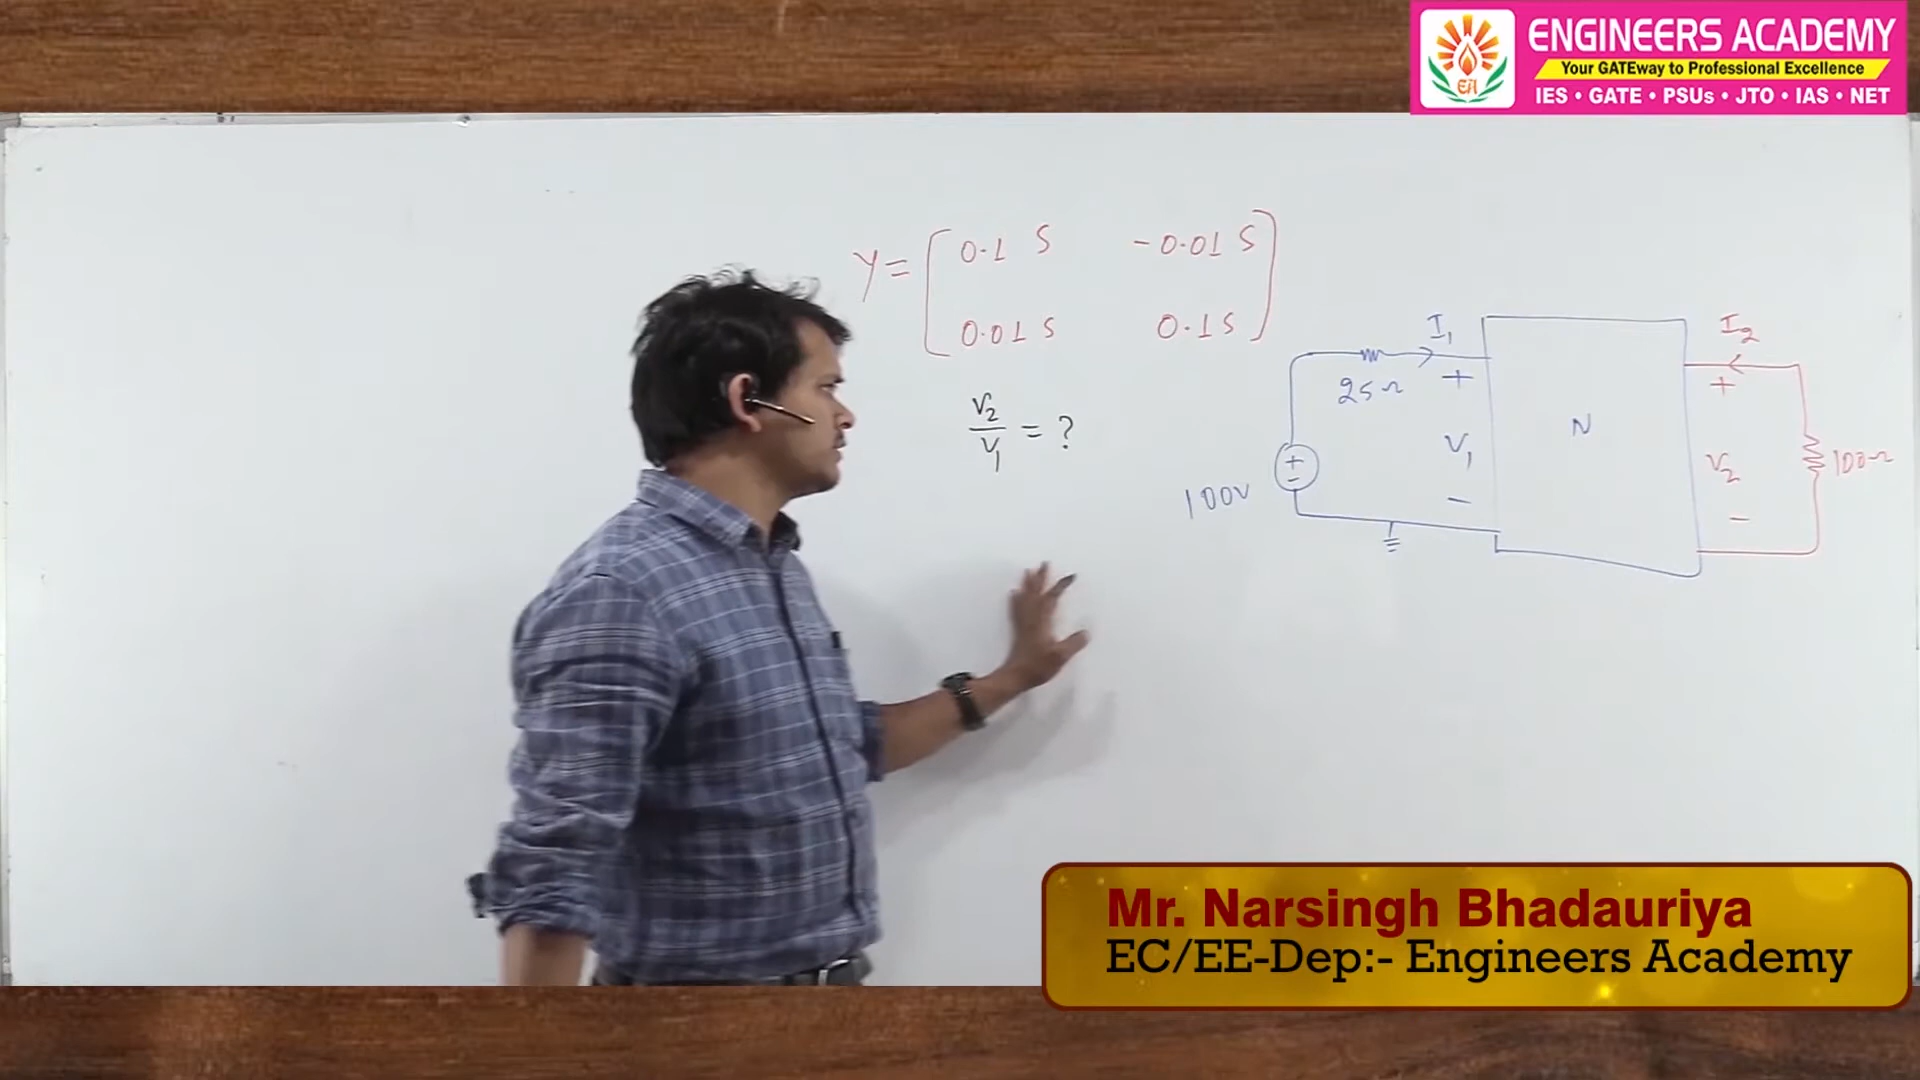 ENGINEERS ACADEMY
Your GATEway to Professional Excellence
IES • GATE • PSUs • JTO • IAS • NET
EA
Y = [ 0.1 S -0.01 S
0.01 S 0.1 S ]
V2
V1 = ?
I1
25Ω
+
V1
-
100V
+
-
N
I2
+
V2
-
100Ω
Mr. Narsingh Bhadauriya
EC/EE-Dep:- Engineers Academy